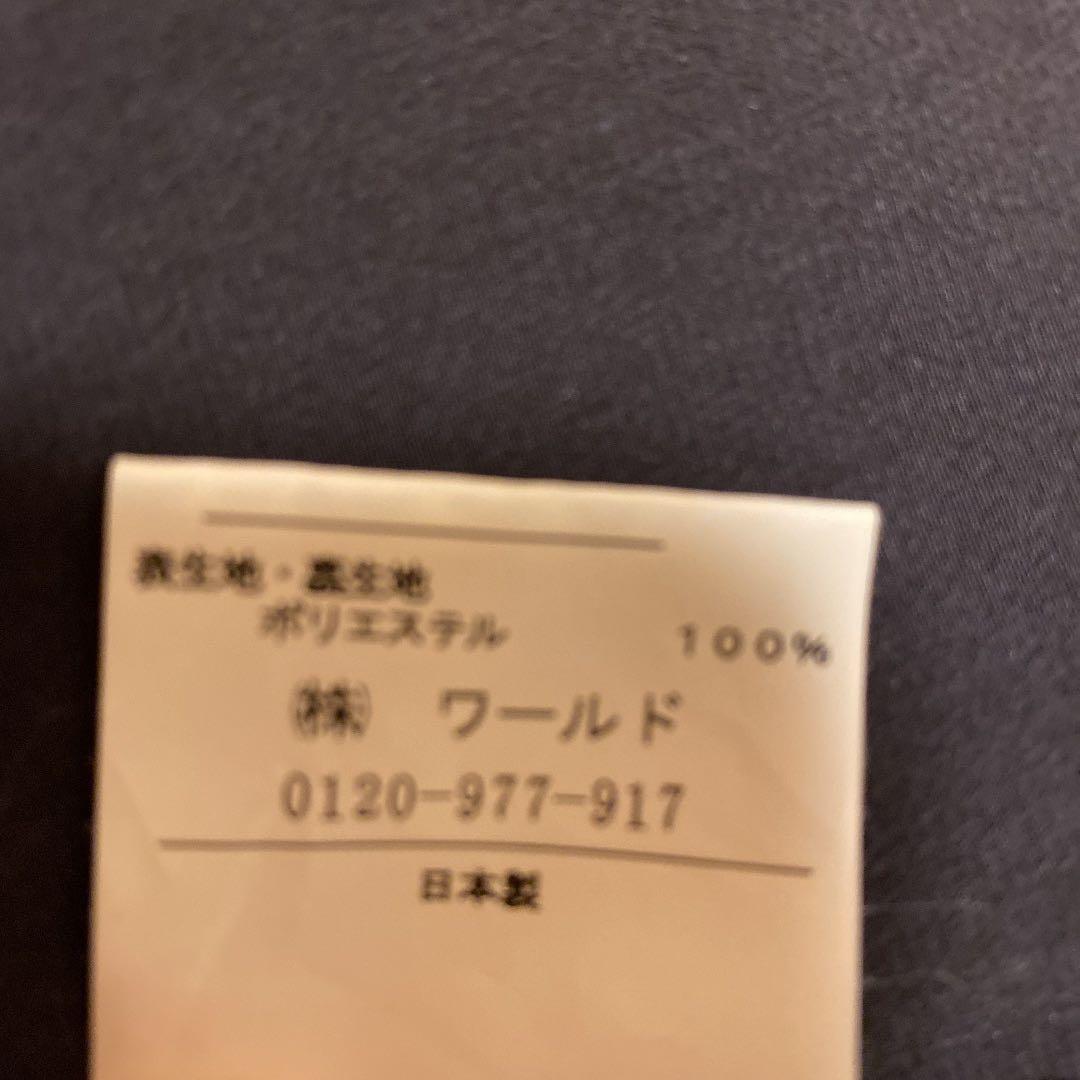 表生地・裏生地
ポリエステル 100%
㈱ ワールド
0120-977-917
日本製